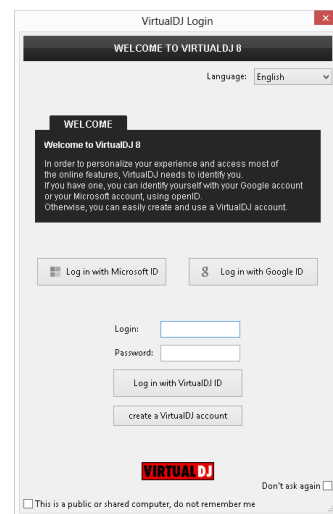 VirtualDJ Login
WELCOME TO VIRTUALDJ 8
Language: English
WELCOME
Welcome to VirtualDJ 8
In order to personalize your experience and access most of
the online features, VirtualDJ needs to identify you.
If you have one, you can identify yourself with your Google account
or your Microsoft account, using openID.
Otherwise, you can easily create and use a VirtualDJ account.
Log in with Microsoft ID
8 Log in with Google ID
Login:
Password:
Log in with VirtualDJ ID
create a VirtualDJ account
VIRTUAL DJ
Don't ask again
This is a public or shared computer, do not remember me